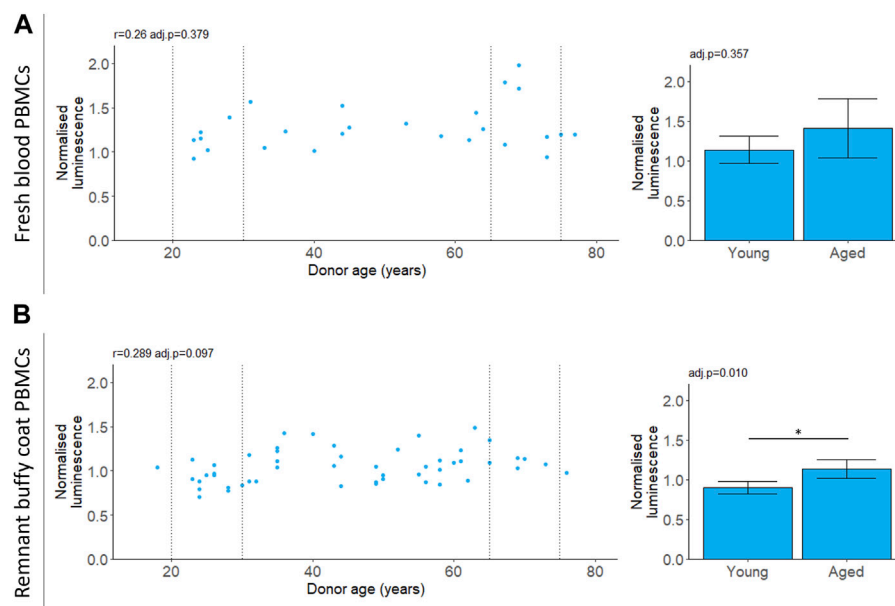 A
Fresh blood PBMCs
r=0.26 adj.p=0.379
Normalised
luminescence
2.0
1.5
1.0
0.5
0.0
20
40
60
80
Donor age (years)
adj.p=0.357
Normalised
luminescence
2.0
1.5
1.0
0.5
0.0
Young
Aged
B
Remnant buffy coat PBMCs
r=0.289 adj.p=0.097
Normalised
luminescence
2.0
1.5
1.0
0.5
0.0
20
40
60
80
Donor age (years)
adj.p=0.010
Normalised
luminescence
2.0
1.5
1.0
0.5
0.0
*
Young
Aged